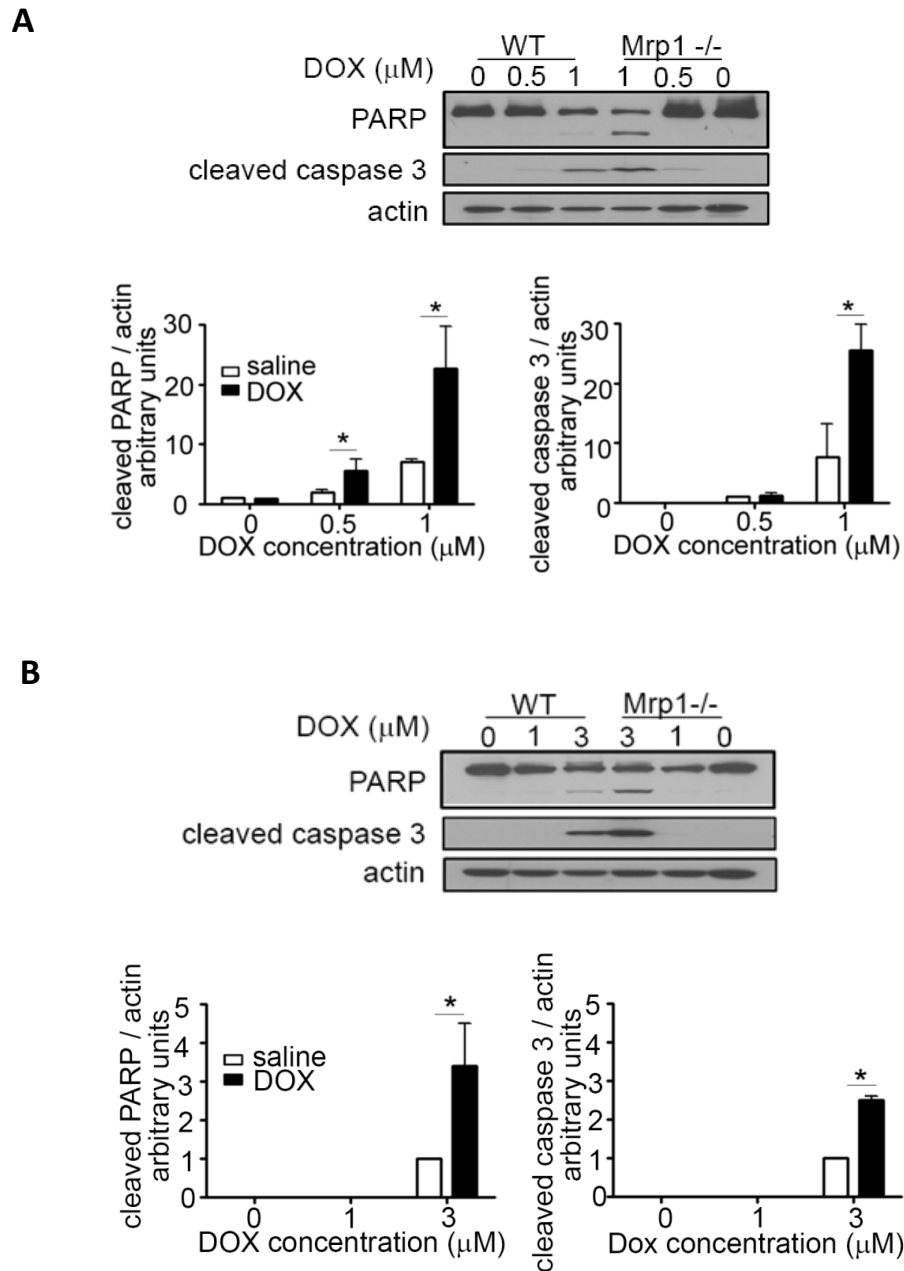 A
WT Mrp1 -/-
DOX (μM) 0 0.5 1 1 0.5 0
PARP
cleaved caspase 3
actin
cleaved PARP / actin
arbitrary units
30
20
10
0
saline
DOX
*
*
0 0.5 1
DOX concentration (μM)
cleaved caspase 3 / actin
arbitrary units
30
20
10
0
*
0 0.5 1
DOX concentration (μM)
B
WT Mrp1-/-
DOX (μM) 0 1 3 3 1 0
PARP
cleaved caspase 3
actin
cleaved PARP / actin
arbitrary units
5
4
3
2
1
0
saline
DOX
*
0 1 3
DOX concentration (μM)
cleaved caspase 3 / actin
arbitrary units
5
4
3
2
1
0
*
0 1 3
Dox concentration (μM)